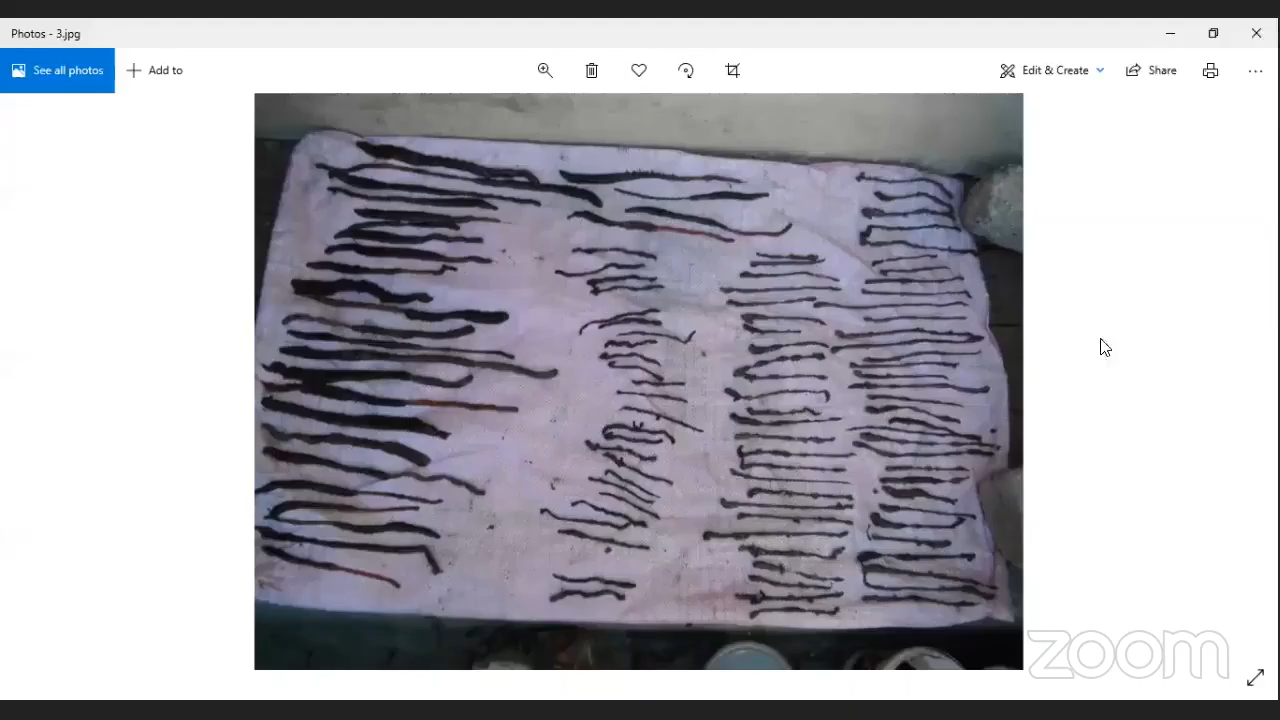 Photos - 3.jpg
See all photos
Add to
Edit & Create
Share
zoom